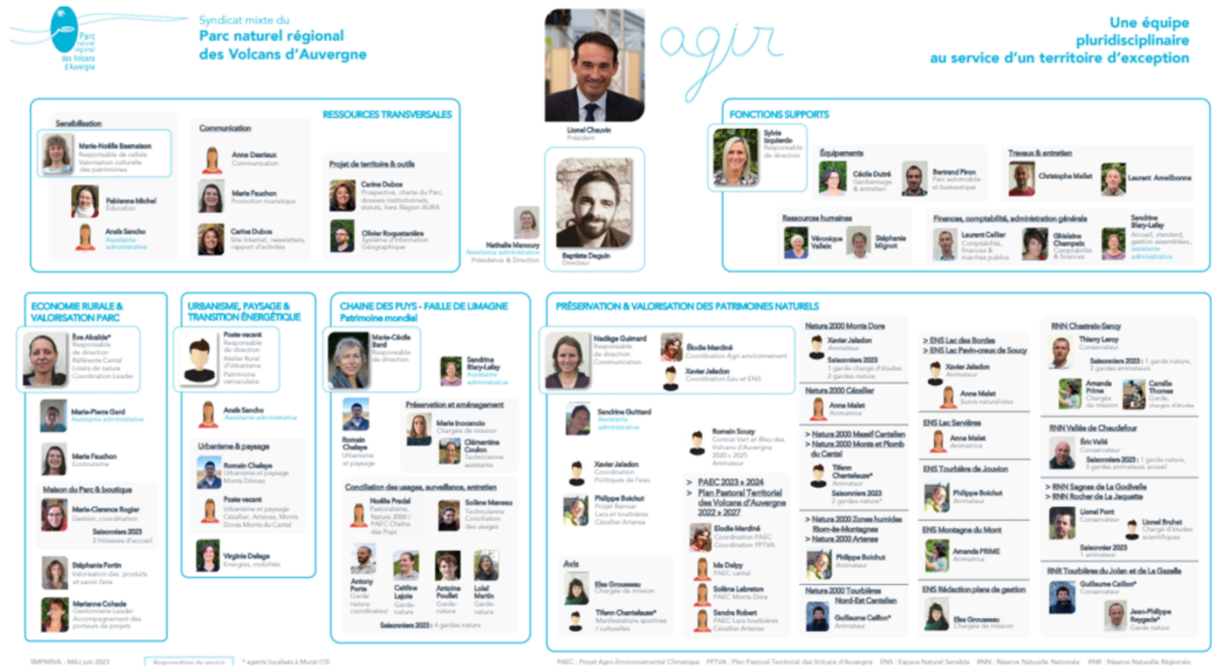 Parc
naturel
régional
des Volcans
d'Auvergne
Syndicat mixte du
Parc naturel régional
des Volcans d'Auvergne
agir
Une équipe
pluridisciplinaire
au service d'un territoire d'exception
Lionel Chauvin
Président
Baptiste Deguin
Directeur
Nathalie Manoury
Assistante administrative
Présidence & Direction
RESSOURCES TRANSVERSALES
Sensibilisation
Marie-Noëlle Basmaison
Responsable de cellule
Valorisation culturelle
des patrimoines
Fabienne Michel
Education
Anaïs Sancho
Assistante
administrative
Communication
Anne Dasriaux
Communication
Marie Fauchon
Promotion touristique
Carine Dubos
Site Internet, newsletters,
rapport d'activités
Projet de territoire & outils
Carine Dubos
Prospective, charte du Parc,
dossiers institutionnels,
statuts, liens Région AURA
Olivier Roquetanière
Système d'Information
Géographique
FONCTIONS SUPPORTS
Sylvie
Izquierdo
Responsable
de direction
Équipements
Cécile Dutré
Gardiennage
& entretien
Bertrand Piron
Parc automobile
et bureautique
Travaux & entretien
Christophe Mallet
Laurent Ameilbonne
Ressources humaines
Véronique
Valleix
Stéphanie
Mignot
Finances, comptabilité, administration générale
Laurent Cellier
Comptabilité,
finances &
marchés publics
Ghislaine
Champeix
Comptabilité
& finances
Sandrine
Blary-Lafay
Accueil, standard,
gestion assemblées,
assistante
administrative
ECONOMIE RURALE &
VALORISATION PARC
Ève Alcaide*
Responsable
de direction
Référente Cantal
Loisirs de nature
Coordination Leader
Marie-Pierre Gard
Assistante administrative
Marie Fauchon
Ecotourisme
Maison du Parc & boutique
Marie-Clarence Rogier
Gestion, coordination
Saisonniers 2023
2 hôtesses d'accueil
Stéphanie Fortin
Valorisation des produits
et savoir-faire
Marianne Cohade
Gestionnaire Leader
Accompagnement des
porteurs de projets
URBANISME, PAYSAGE &
TRANSITION ÉNERGÉTIQUE
Poste vacant
Responsable
de direction
Atelier Rural
d'Urbanisme
Patrimoine
vernaculaire
Anaïs Sancho
Assistante administrative
Urbanisme & paysage
Romain Chaleye
Urbanisme et paysage
Monts Dômes
Poste vacant
Urbanisme et paysage
Cézallier, Artense, Monts
Dores Monts du Cantal
Virginie Delage
Energies, mobilités
CHAINE DES PUYS - FAILLE DE LIMAGNE
Patrimoine mondial
Marie-Cécile
Bard
Responsable
de direction
Sandrine
Blary-Lafay
Assistante
administrative
Romain
Chaleye
Urbanisme
et paysage
Préservation et aménagement
Marie Inocencio
Chargée de mission
Clémentine
Coulon
Technicienne
assistante
Conciliation des usages, surveillance, entretien
Noëlle Pradel
Pastoralisme,
Natura 2000 /
PAEC Chaîne
des Puys
Solène Maneau
Technicienne
Conciliation
des usages
Antony
Porte
Garde
nature
coordinateur
Catline
Lajoie
Garde-
nature
Antoine
Poullet
Garde-
nature
Loïal
Martin
Garde-
nature
Saisonniers 2023 : 4 gardes nature
PRÉSERVATION & VALORISATION DES PATRIMOINES NATURELS
Nadège Guimard
Responsable
de direction
Communication
Élodie Mardiné
Coordination Agri-environnement
Xavier Jaladon
Coordination Eau et ENS
Sandrine Guittard
Assistante
administrative
Xavier Jaladon
Coordination
Politiques de l'eau
Philippe Boichut
Projet Ramsar
Lacs et tourbières
Cézallier Artense
Avis
Elsa Grousseau
Chargée de mission
Tifenn Chanteleuse*
Manifestations sportives
/ culturelles
Romain Souzy
Contrat Vert et Bleu des
Volcans d'Auvergne
2020 » 2025
Animateur
> PAEC 2023 » 2024
> Plan Pastoral Territorial
des Volcans d'Auvergne
2022 » 2027
Elodie Mardiné
Coordination PAEC
Coordination PPTVA
Ide Delpy
PAEC cantal
Solène Lebreton
PAEC Monts Dore
Sandra Robert
PAEC Lacs tourbières
Cézallier Artense
Natura 2000 Monts Dore
Xavier Jaladon
Animateur
Saisonniers 2023
1 garde chargé d'études
2 gardes nature
Natura 2000 Cézallier
Anne Malet
Animatrice
> Natura 2000 Massif Cantalien
> Natura 2000 Monts et Plomb
du Cantal
Tifenn
Chanteleuse*
Animateur
Saisonniers 2023
2 gardes nature*
> Natura 2000 Zones humides
Riom-ès-Montagnes
> Natura 2000 Artense
Philippe Boichut
Animateur
Natura 2000 Tourbières
Nord-Est Cantalien
Guillaume Caillon*
Animateur
> ENS Lac des Bordes
> ENS Lac Pavin-creux de Soucy
Xavier Jaladon
Animateur
Anne Malet
Suivis naturalistes
ENS Lac Servières
Anne Malet
Animatrice
ENS Tourbière de Jouvion
Philippe Boichut
Animateur
ENS Montagne du Mont
Amanda PRIME
Animatrice
ENS Rédaction plans de gestion
Elsa Grousseau
Chargée de mission
RNN Chastreix-Sancy
Thierry Leroy
Conservateur
Saisonniers 2023 : 1 garde nature,
2 gardes animateurs
Amanda
Prime
Chargée
de mission
Camille
Thomas
Garde,
chargée d'études
RNN Vallée de Chaudefour
Éric Vallé
Conservateur
Saisonniers 2023 : 1 garde nature,
3 gardes animateurs accueil
> RNN Sagnes de La Godivelle
> RNN Rocher de La Jaquette
Lionel Pont
Conservateur
Lionel Bruhat
Chargé d'études
scientifiques
Saisonnier 2023
1 animateur
RNR Tourbières du Jolan et de La Gazelle
Guillaume Caillon*
Conservateur
Jean-Philippe
Reygade*
Garde nature
SMPNRVA - MAJ juin 2023
Responsables de service
* agents localisés à Murat (15)
PAEC : Projet Agro-Environnemental Climatique PPTVA : Plan Pastoral Territorial des Volcans d'Auvergne ENS : Espace Naturel Sensible RNN : Réserve Naturelle Nationale RNR : Réserve Naturelle Régionale